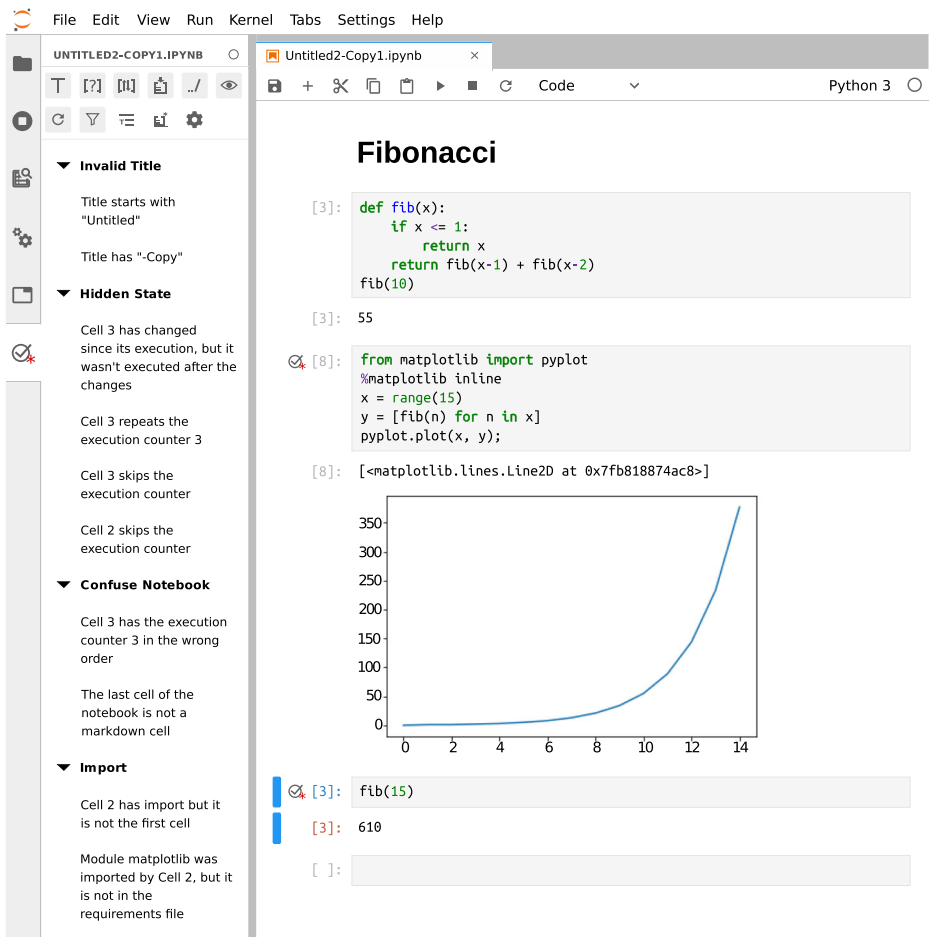 File Edit View Run Kernel Tabs Settings Help
UNTITLED2-COPY1.IPYNB
[?] ../
Invalid Title
Title starts with
"Untitled"
Title has "-Copy"
Hidden State
Cell 3 has changed
since its execution, but it
wasn't executed after the
changes
Cell 3 repeats the
execution counter 3
Cell 3 skips the
execution counter
Cell 2 skips the
execution counter
Confuse Notebook
Cell 3 has the execution
counter 3 in the wrong
order
The last cell of the
notebook is not a
markdown cell
Import
Cell 2 has import but it
is not the first cell
Module matplotlib was
imported by Cell 2, but it
is not in the
requirements file
Untitled2-Copy1.ipynb ×
Code Python 3
Fibonacci
[3]: def fib(x):
    if x <= 1:
        return x
    return fib(x-1) + fib(x-2)
fib(10)
[3]: 55
[8]: from matplotlib import pyplot
%matplotlib inline
x = range(15)
y = [fib(n) for n in x]
pyplot.plot(x, y);
[8]: [<matplotlib.lines.Line2D at 0x7fb818874ac8>]
350
300
250
200
150
100
50
0
0 2 4 6 8 10 12 14
[3]: fib(15)
[3]: 610
[ ]: